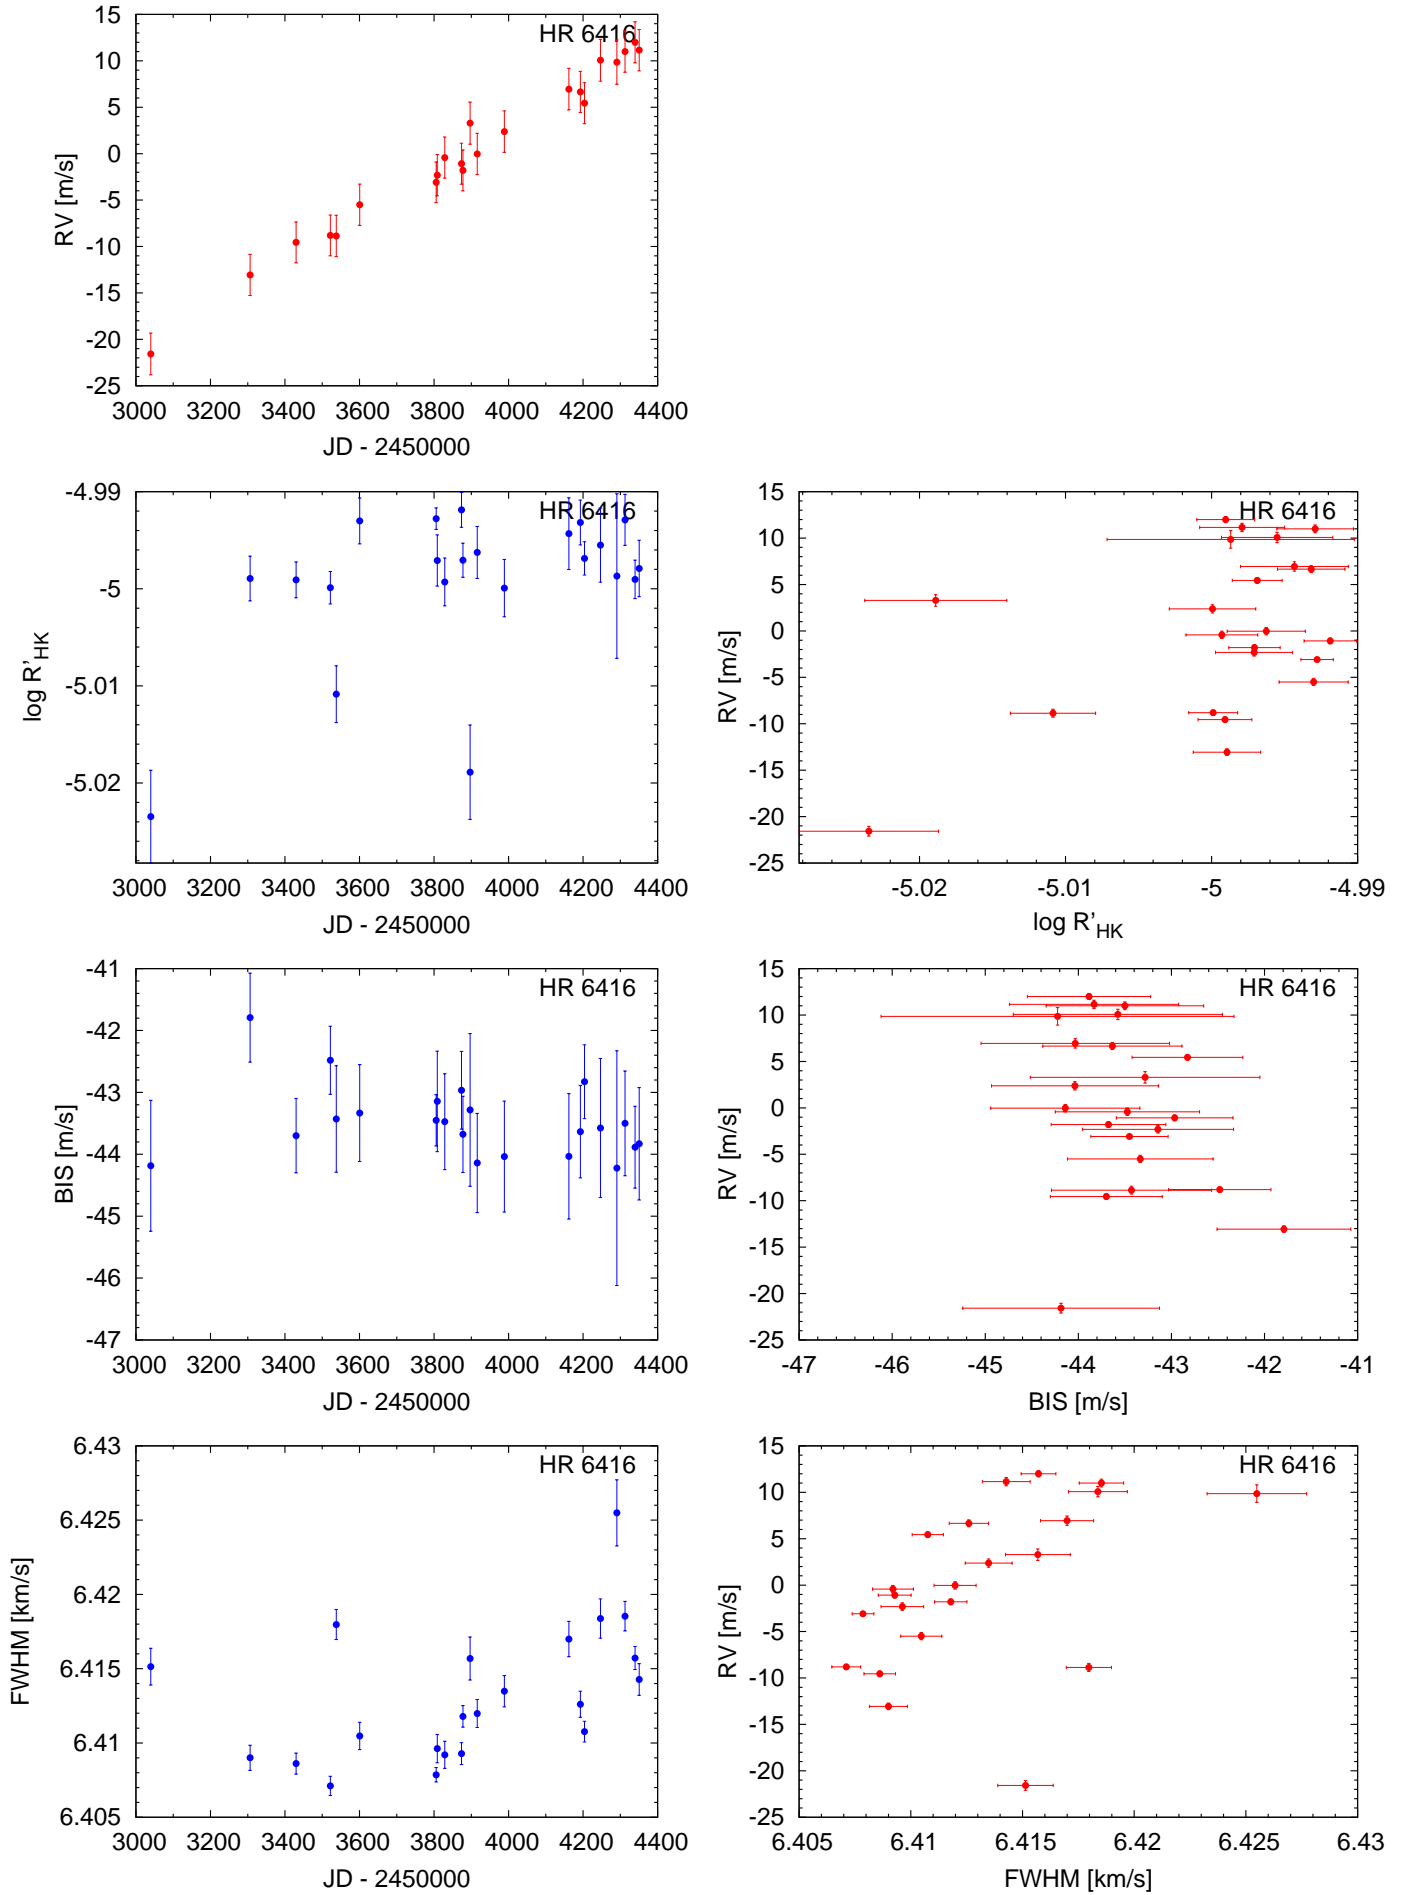 HR 6416
RV [m/s]
15
10
5
0
-5
-10
-15
-20
-25
3000 3200 3400 3600 3800 4000 4200 4400
JD - 2450000
HR 6416
log R'HK
-4.99
-5
-5.01
-5.02
3000 3200 3400 3600 3800 4000 4200 4400
JD - 2450000
HR 6416
RV [m/s]
15
10
5
0
-5
-10
-15
-20
-25
-5.02 -5.01 -5 -4.99
log R'HK
HR 6416
BIS [m/s]
-41
-42
-43
-44
-45
-46
-47
3000 3200 3400 3600 3800 4000 4200 4400
JD - 2450000
HR 6416
RV [m/s]
15
10
5
0
-5
-10
-15
-20
-25
-47 -46 -45 -44 -43 -42 -41
BIS [m/s]
HR 6416
FWHM [km/s]
6.43
6.425
6.42
6.415
6.41
6.405
3000 3200 3400 3600 3800 4000 4200 4400
JD - 2450000
HR 6416
RV [m/s]
15
10
5
0
-5
-10
-15
-20
-25
6.405 6.41 6.415 6.42 6.425 6.43
FWHM [km/s]